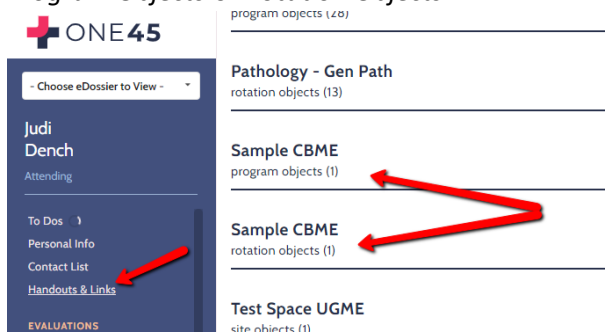 program objects (28)
ONE45
- Choose eDossier to View -
Judi
Dench
Attending
To Dos
Personal Info
Contact List
Handouts & Links
EVALUATIONS
Pathology - Gen Path
rotation objects (13)
Sample CBME
program objects (1)
Sample CBME
rotation objects (1)
Test Space UGME
site objects (1)